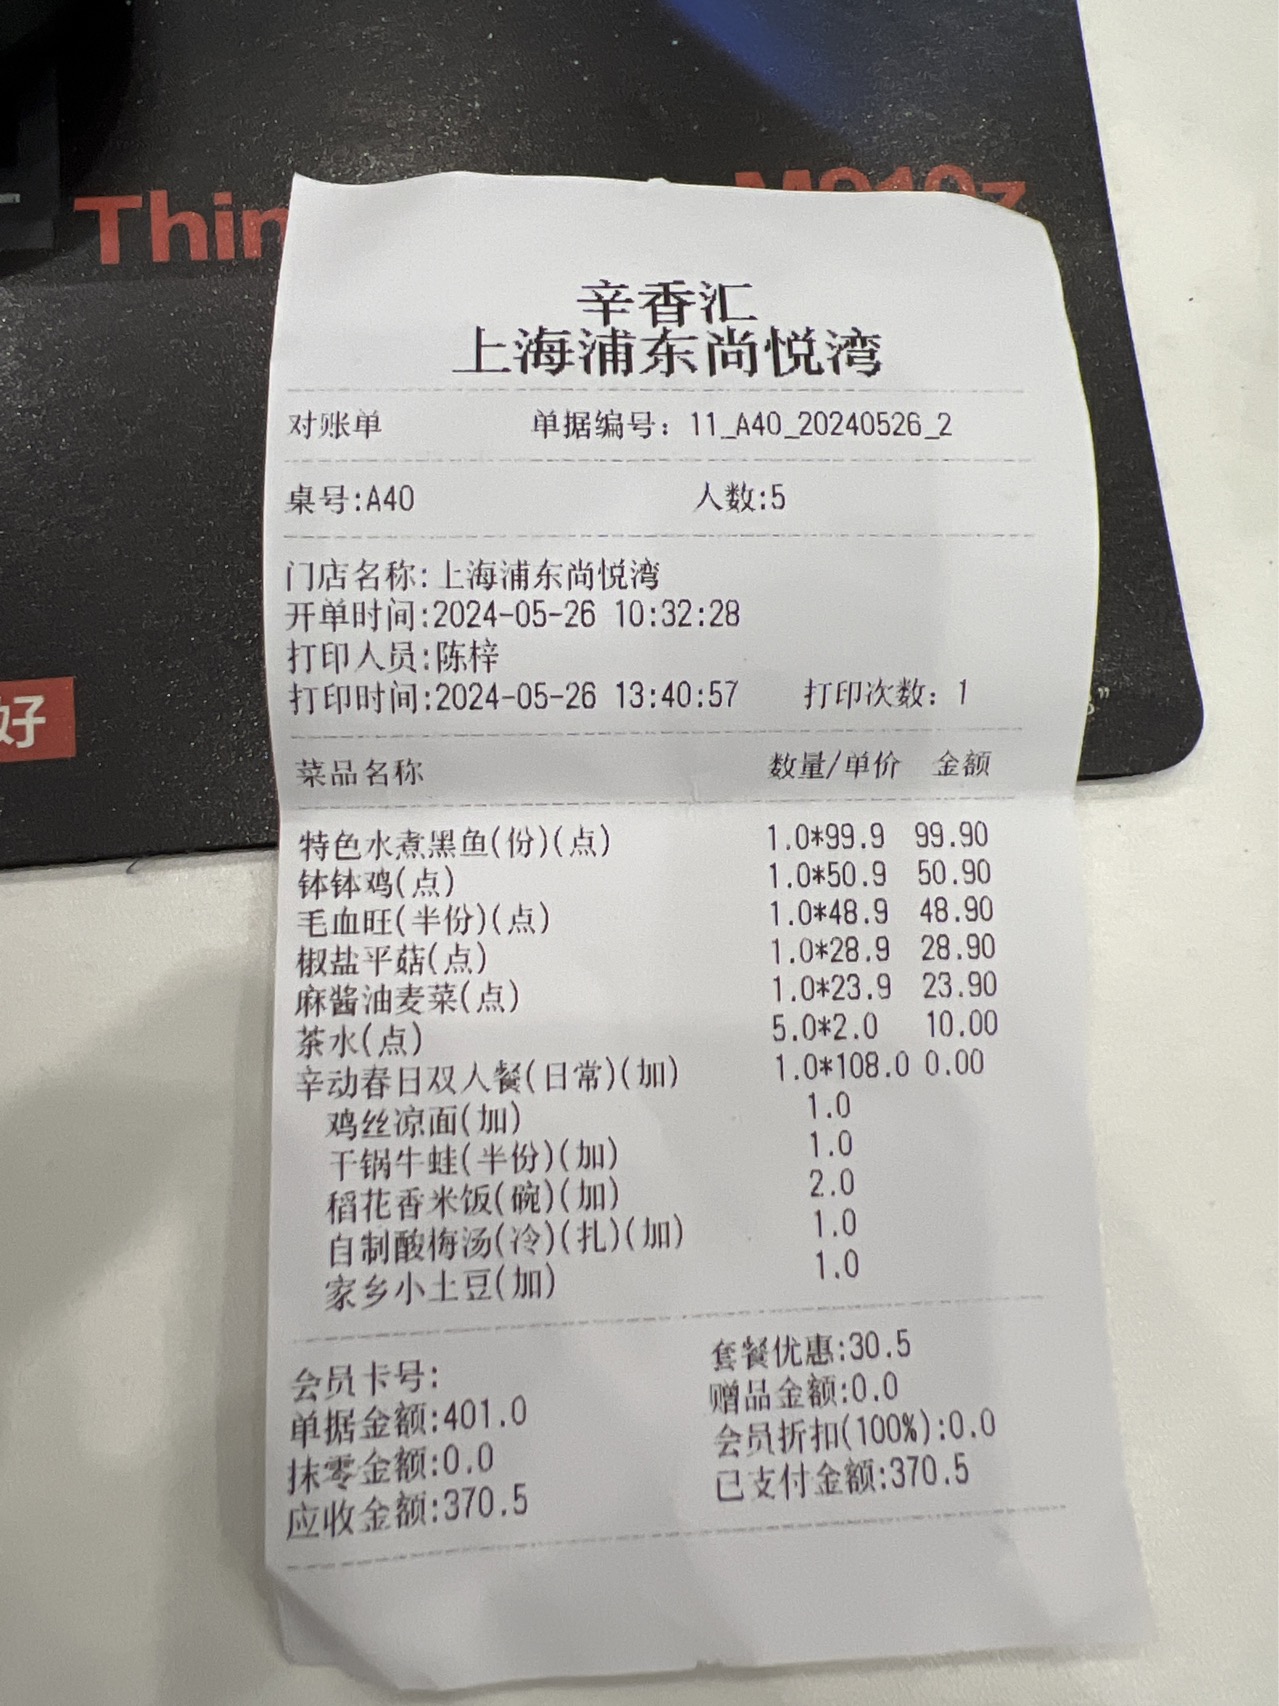 辛香汇
上海浦东尚悦湾
对账单 单据编号: 11_A40_20240526_2
桌号:A40 人数:5
门店名称:上海浦东尚悦湾
开单时间:2024-05-26 10:32:28
打印人员:陈梓
打印时间:2024-05-26 13:40:57 打印次数: 1
好
菜品名称 数量/单价 金额
特色水煮黑鱼(份)(点) 1.0*99.9 99.90
钵钵鸡(点) 1.0*50.9 50.90
毛血旺(半份)(点) 1.0*48.9 48.90
椒盐平菇(点) 1.0*28.9 28.90
麻酱油麦菜(点) 1.0*23.9 23.90
茶水(点) 5.0*2.0 10.00
辛动春日双人餐(日常)(加) 1.0*108.0 0.00
鸡丝凉面(加) 1.0
干锅牛蛙(半份)(加) 1.0
稻花香米饭(碗)(加) 2.0
自制酸梅汤(冷)(扎)(加) 1.0
家乡小土豆(加) 1.0
会员卡号: 套餐优惠:30.5
单据金额:401.0 赠品金额:0.0
抹零金额:0.0 会员折扣(100%):0.0
应收金额:370.5 已支付金额:370.5